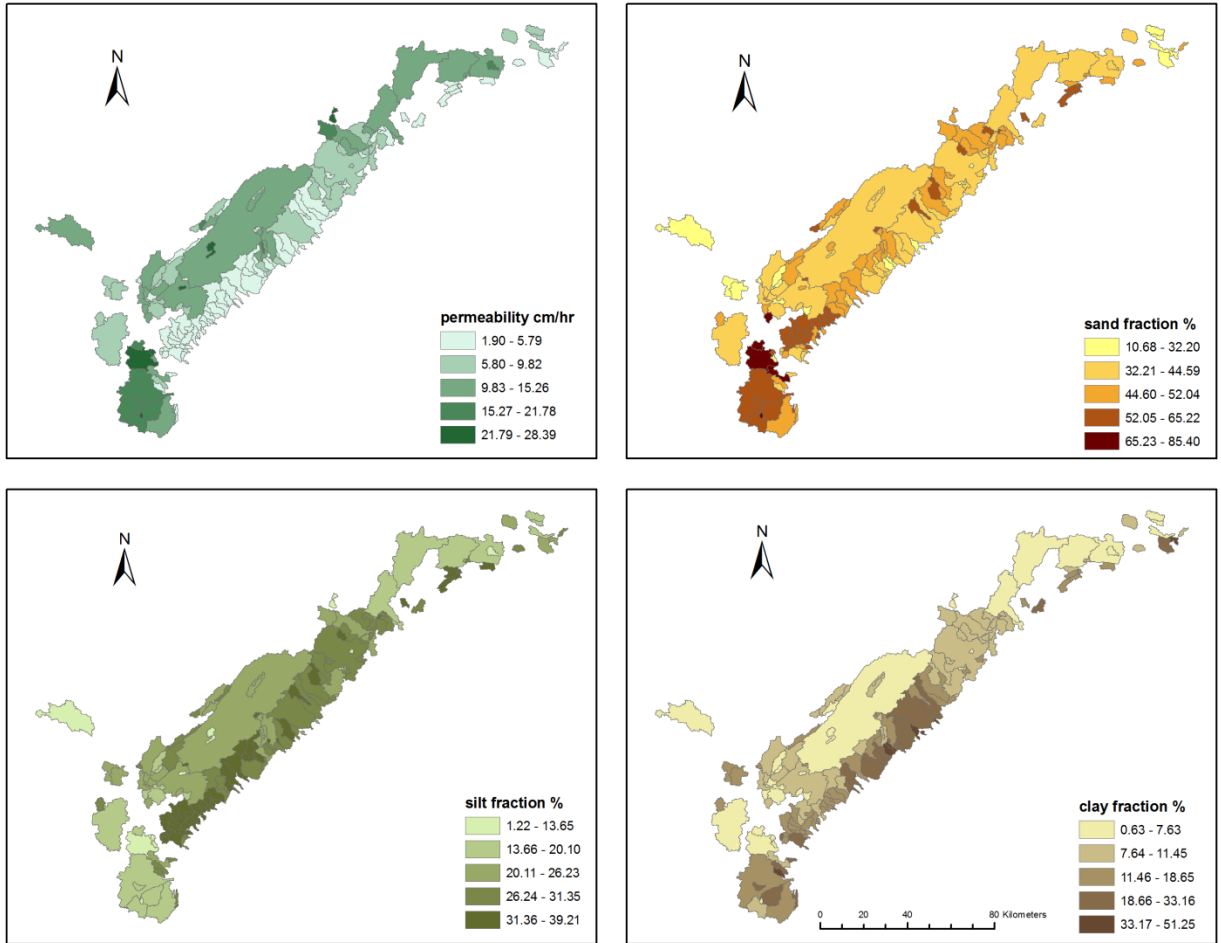 N
permeability cm/hr
1.90 - 5.79
5.80 - 9.82
9.83 - 15.26
15.27 - 21.78
21.79 - 28.39
N
sand fraction %
10.68 - 32.20
32.21 - 44.59
44.60 - 52.04
52.05 - 65.22
65.23 - 85.40
N
silt fraction %
1.22 - 13.65
13.66 - 20.10
20.11 - 26.23
26.24 - 31.35
31.36 - 39.21
N
clay fraction %
0.63 - 7.63
7.64 - 11.45
11.46 - 18.65
18.66 - 33.16
33.17 - 51.25
0 20 40 80 Kilometers